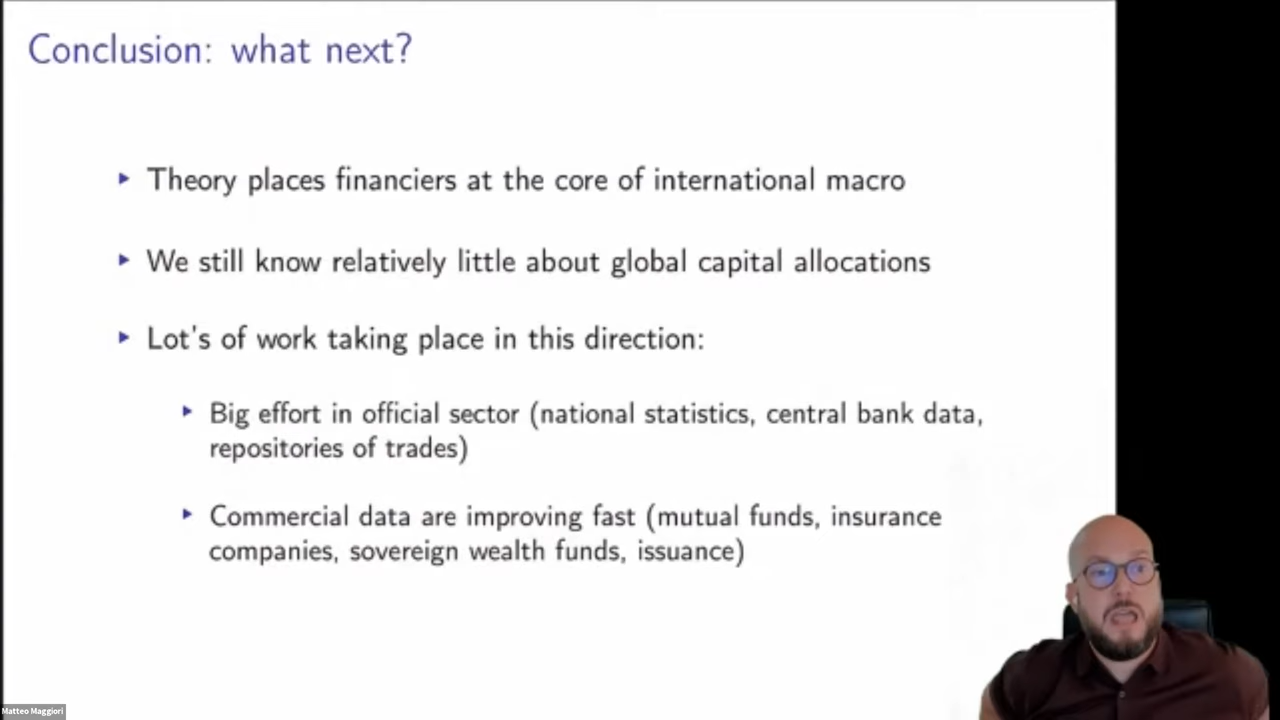 Conclusion: what next?
Theory places financiers at the core of international macro
We still know relatively little about global capital allocations
Lot's of work taking place in this direction:
Big effort in official sector (national statistics, central bank data,
repositories of trades)
Commercial data are improving fast (mutual funds, insurance
companies, sovereign wealth funds, issuance)
Matteo Maggiori